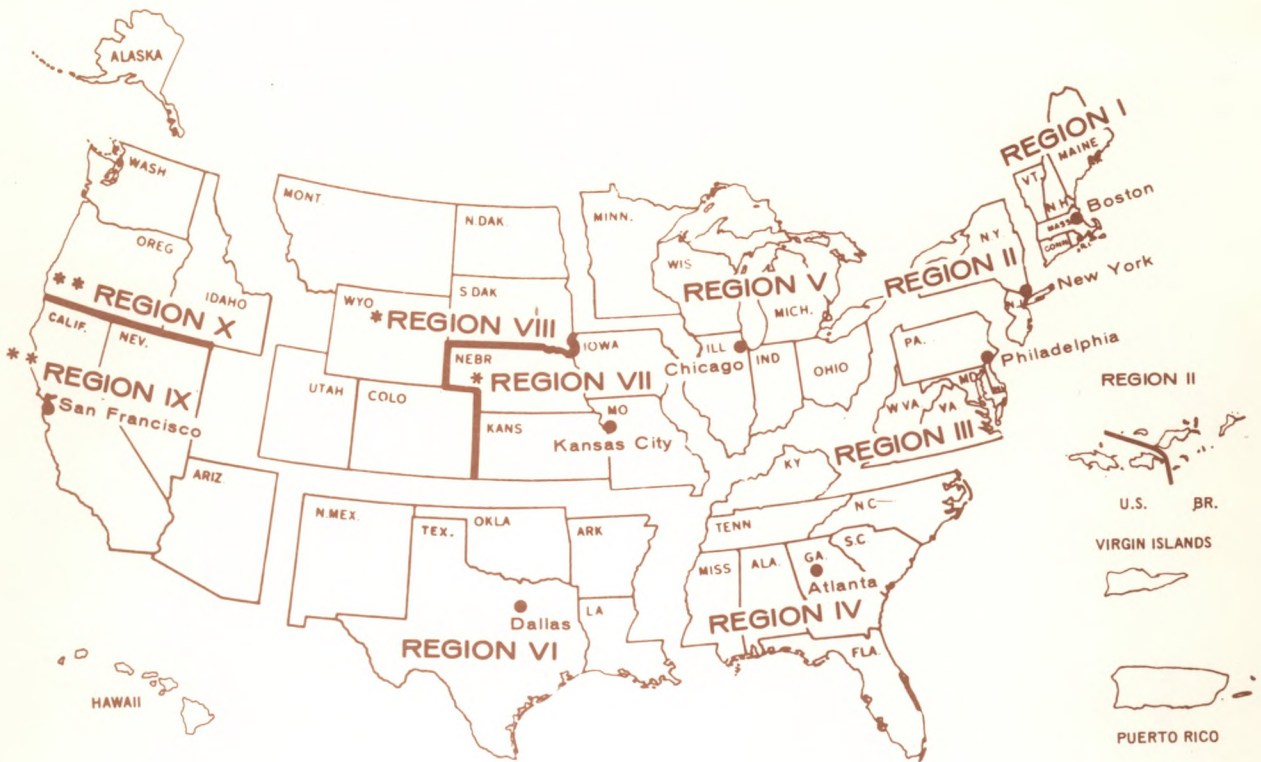 ALASKA
WASH
OREG
IDAHO
** REGION X
MONT.
N.DAK.
S DAK
WYO
*REGION VIII
MINN.
WIS
REGION V
MICH.
REGION I
MAINE
VT.
N.H.
Boston
MASS
CONN
R.I.
N.Y.
REGION II
New York
N.J.
CALIF.
NEV.
** REGION IX
San Francisco
UTAH
COLO
NEBR
* REGION VII
IOWA
ILL
Chicago
IND
OHIO
PA.
Philadelphia
MD
W VA
VA
REGION III
KANS
MO
Kansas City
KY
ARIZ.
N.MEX.
TEX.
OKLA
ARK
LA
Dallas
REGION VI
TENN
N C
S.C.
MISS
ALA.
GA.
Atlanta
REGION IV
FLA.
HAWAII
REGION II
U.S. BR.
VIRGIN ISLANDS
PUERTO RICO